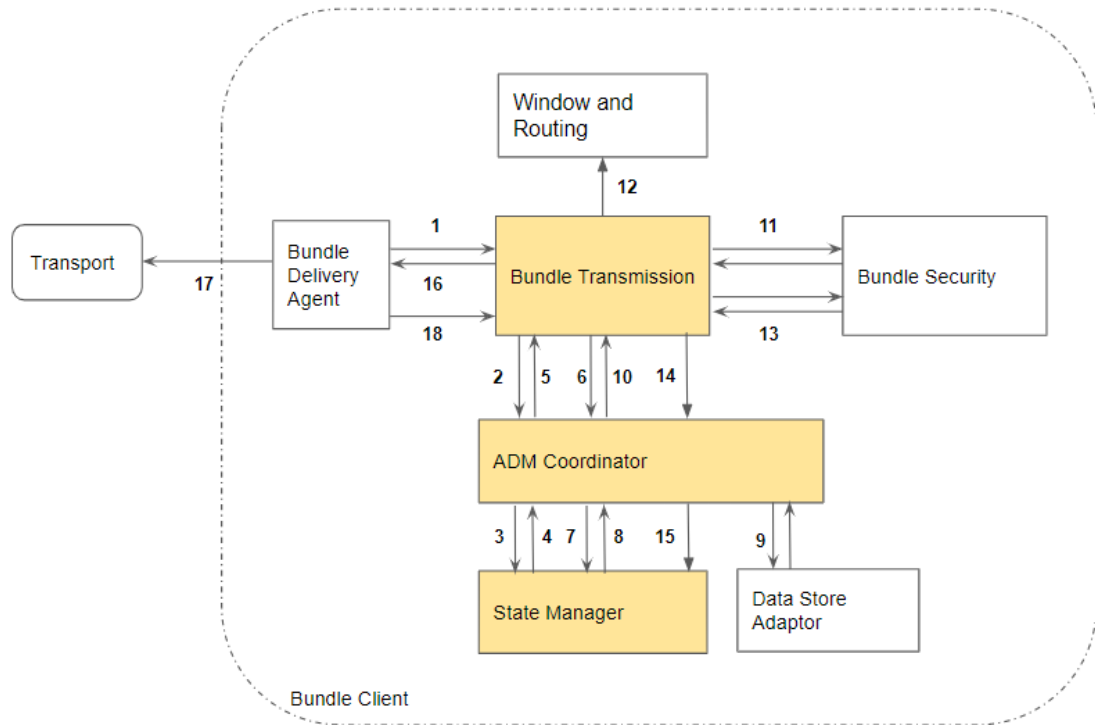 Window and
Routing
12
1
11
Transport
Bundle
Delivery
Agent
Bundle Transmission
Bundle Security
17
16
18
13
2
5
6
10
14
ADM Coordinator
3
4
7
8
15
9
State Manager
Data Store
Adaptor
Bundle Client